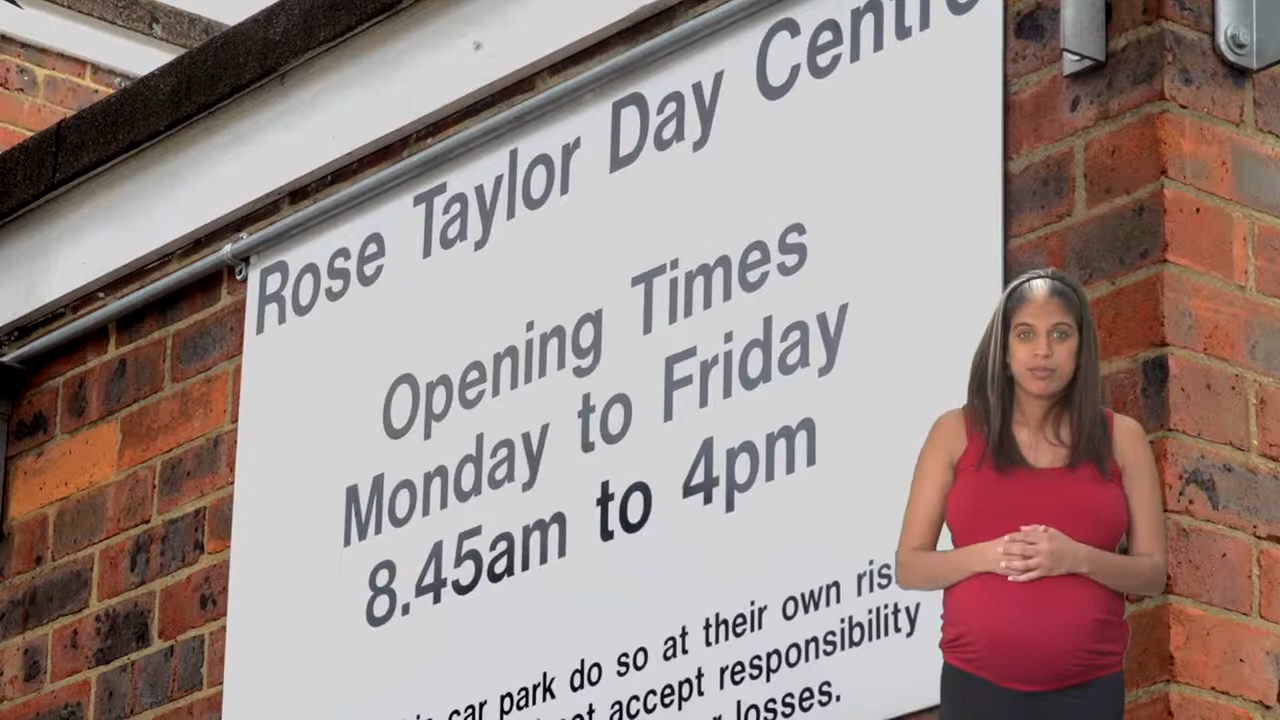 Rose Taylor Day Centre
Opening Times
Monday to Friday
8.45am to 4pm
car park do so at their own
accept responsibility
losses.